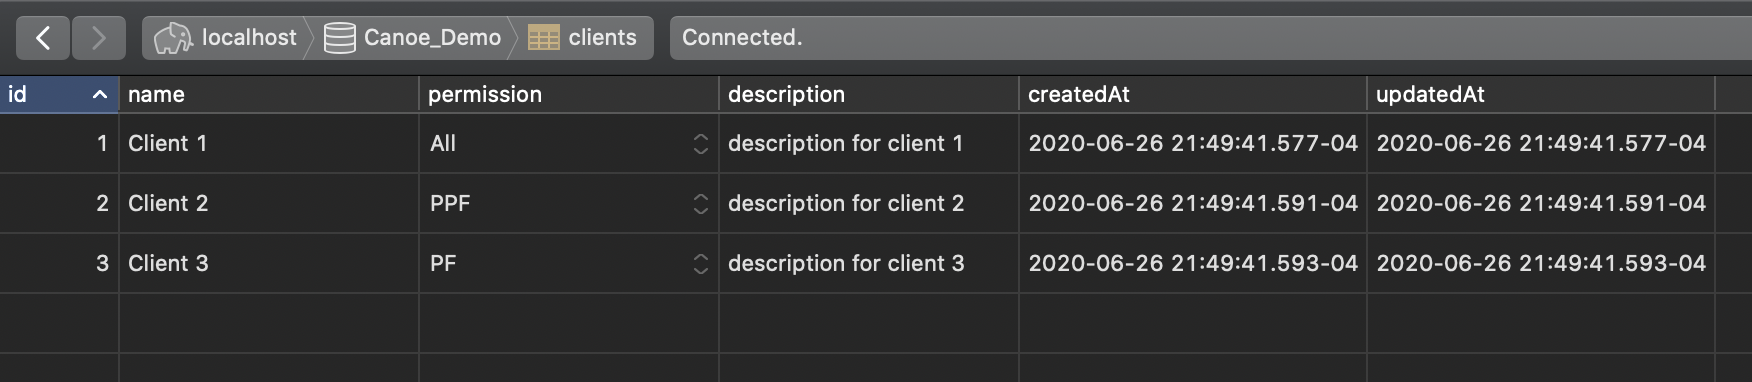 localhost Canoe_Demo clients Connected.
id name permission description createdAt updatedAt
1 Client 1 All description for client 1 2020-06-26 21:49:41.577-04 2020-06-26 21:49:41.577-04
2 Client 2 PPF description for client 2 2020-06-26 21:49:41.591-04 2020-06-26 21:49:41.591-04
3 Client 3 PF description for client 3 2020-06-26 21:49:41.593-04 2020-06-26 21:49:41.593-04